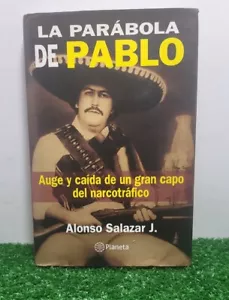 LA PARÁBOLA
DE PABLO
Auge y caída de un gran capo
del narcotráfico
Alonso Salazar J.
Planeta